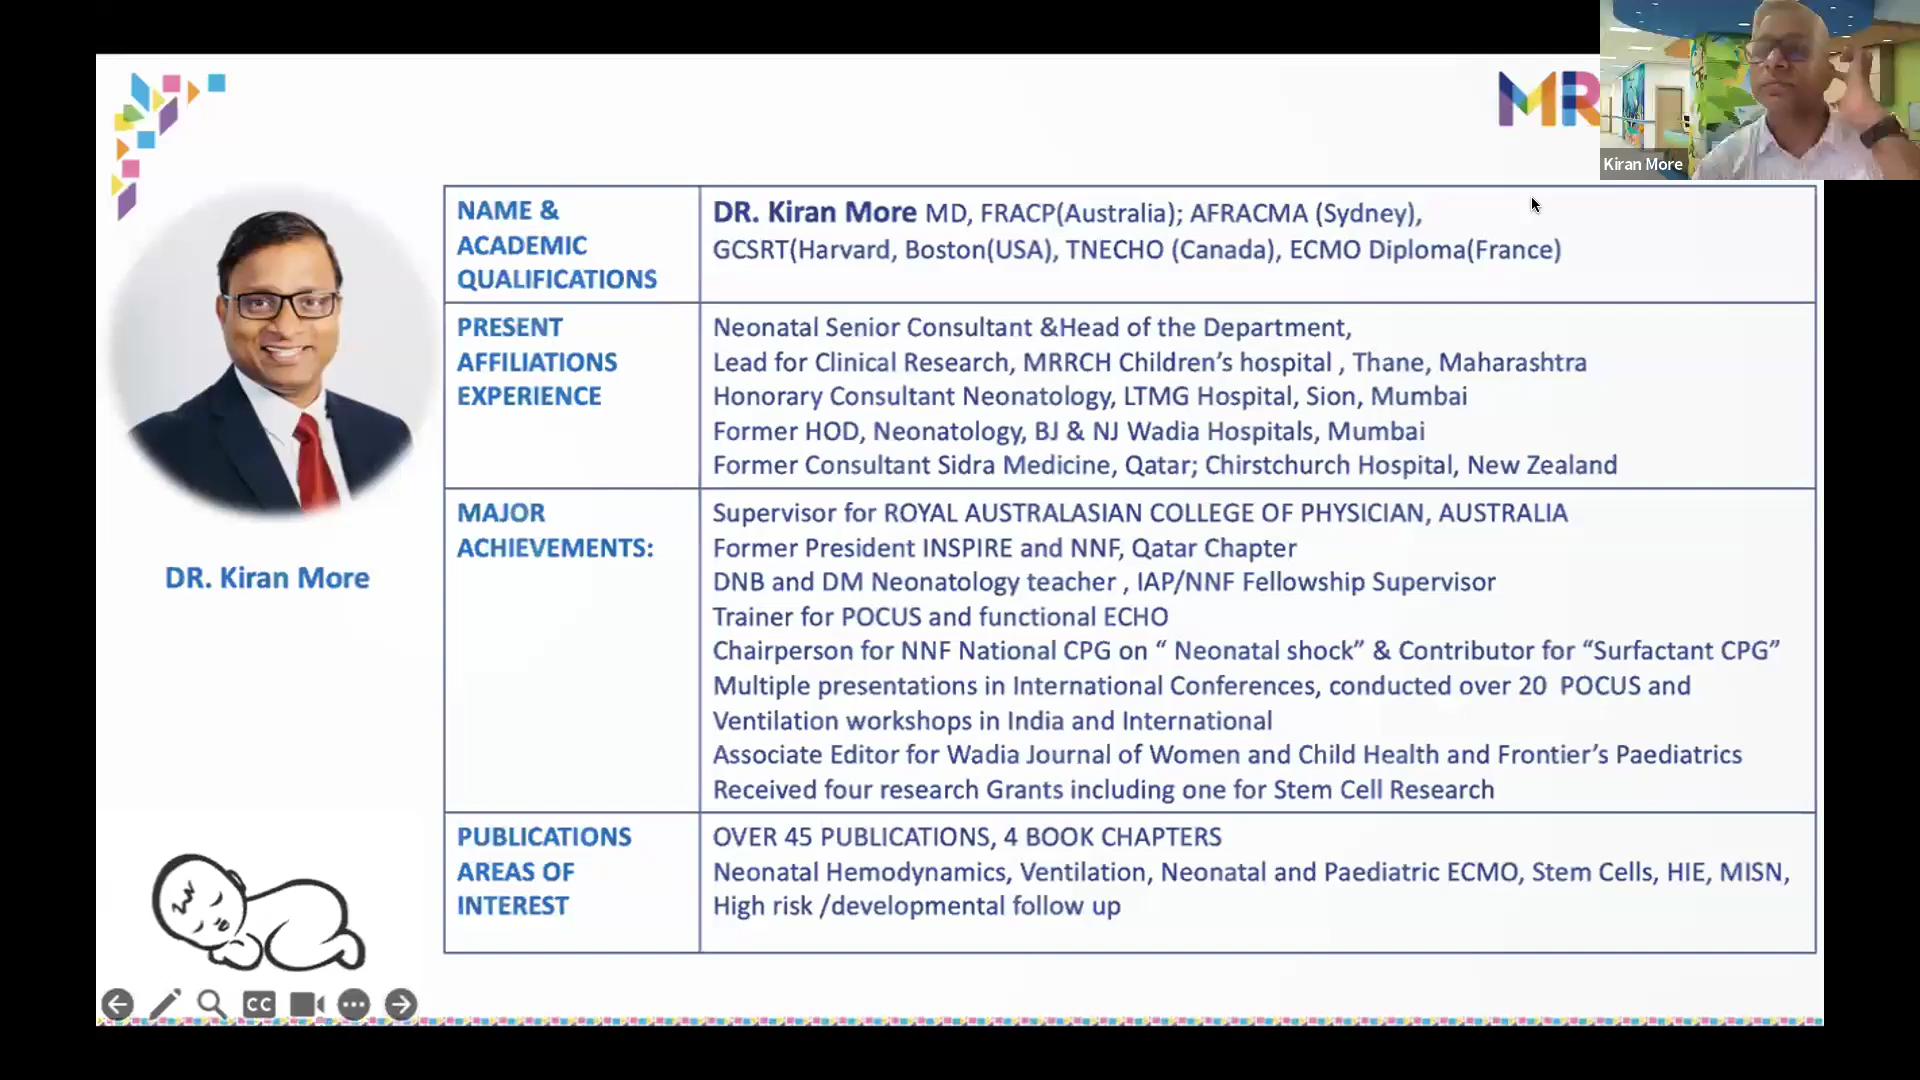 MR
Kiran More
NAME &
ACADEMIC
QUALIFICATIONS
DR. Kiran More MD, FRACP(Australia); AFRACMA (Sydney),
GCSRT(Harvard, Boston(USA), TNECHO (Canada), ECMO Diploma(France)
PRESENT
AFFILIATIONS
EXPERIENCE
Neonatal Senior Consultant &Head of the Department,
Lead for Clinical Research, MRRCH Children's hospital , Thane, Maharashtra
Honorary Consultant Neonatology, LTMG Hospital, Sion, Mumbai
Former HOD, Neonatology, BJ & NJ Wadia Hospitals, Mumbai
Former Consultant Sidra Medicine, Qatar; Chirstchurch Hospital, New Zealand
MAJOR
ACHIEVEMENTS:
Supervisor for ROYAL AUSTRALASIAN COLLEGE OF PHYSICIAN, AUSTRALIA
Former President INSPIRE and NNF, Qatar Chapter
DNB and DM Neonatology teacher , IAP/NNF Fellowship Supervisor
Trainer for POCUS and functional ECHO
Chairperson for NNF National CPG on “ Neonatal shock” & Contributor for “Surfactant CPG”
Multiple presentations in International Conferences, conducted over 20 POCUS and
Ventilation workshops in India and International
Associate Editor for Wadia Journal of Women and Child Health and Frontier's Paediatrics
Received four research Grants including one for Stem Cell Research
PUBLICATIONS
AREAS OF
INTEREST
OVER 45 PUBLICATIONS, 4 BOOK CHAPTERS
Neonatal Hemodynamics, Ventilation, Neonatal and Paediatric ECMO, Stem Cells, HIE, MISN,
High risk /developmental follow up
DR. Kiran More
CC